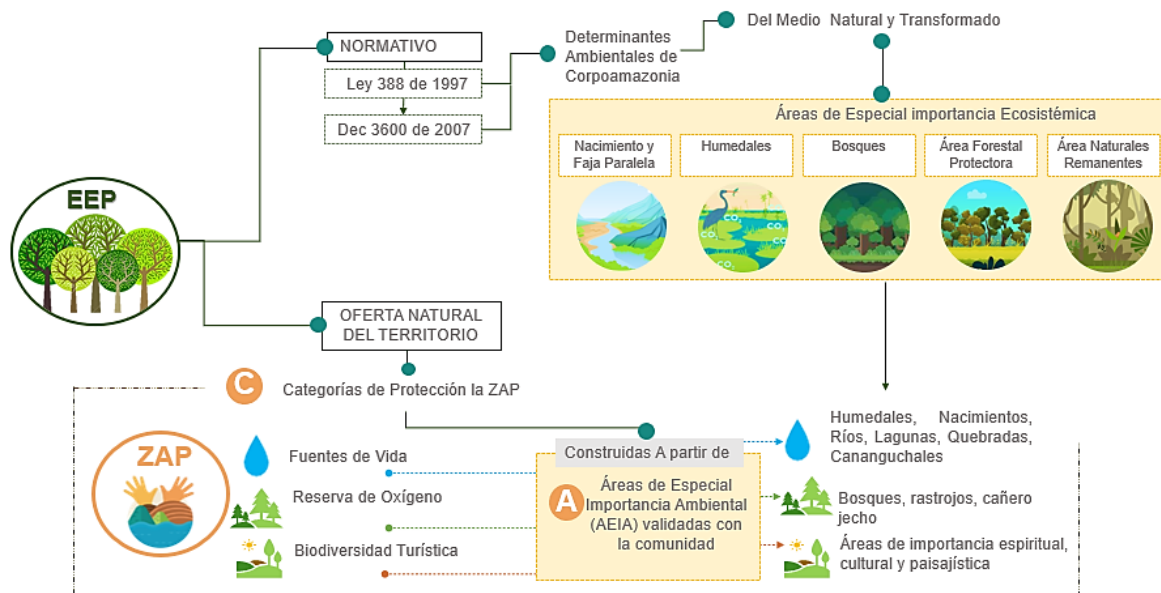 EEP
NORMATIVO
Ley 388 de 1997
Dec 3600 de 2007
Determinantes
Ambientales de
Corpoamazonia
Del Medio Natural y Transformado
Áreas de Especial importancia Ecosistémica
Nacimiento y
Faja Paralela
Humedales
Bosques
Área Forestal
Protectora
Área Naturales
Remanentes
CO₂
CO₂
CO₂
CO₂
OFERTA NATURAL
DEL TERRITORIO
C
Categorías de Protección la ZAP
ZAP
Fuentes de Vida
Reserva de Oxígeno
Biodiversidad Turística
Construidas A partir de
A
Áreas de Especial
Importancia Ambiental
(AEIA) validadas con
la comunidad
Humedales, Nacimientos,
Ríos, Lagunas, Quebradas,
Cananguchales
Bosques, rastrojos, cañero
jecho
Áreas de importancia espiritual,
cultural y paisajística